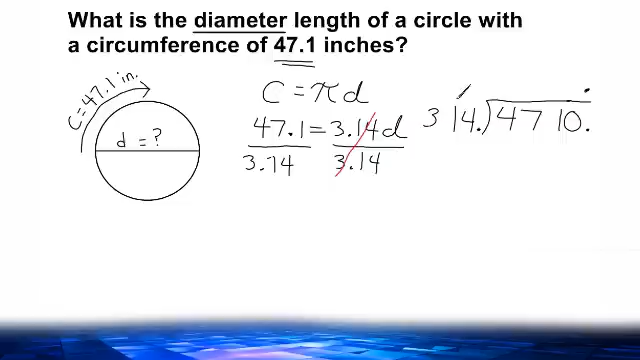 What is the diameter length of a circle with
a circumference of 47.1 inches?
C = 47.1 in.
d = ?
C = πd
47.1 = 3.14d
3.14 3.14
314.)4710.